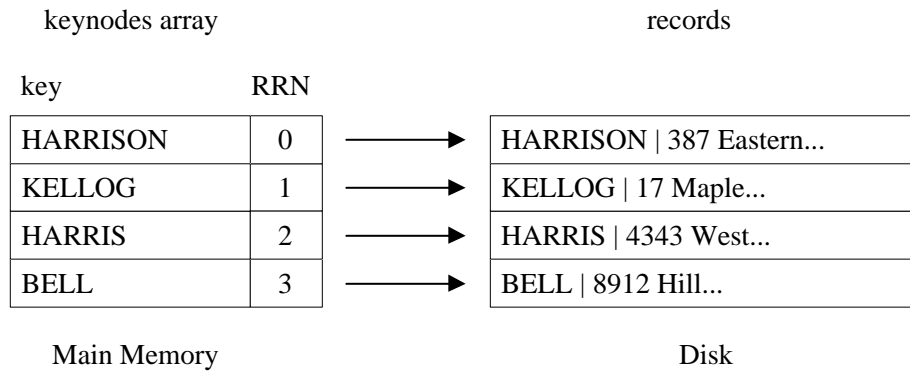 keynodes array records
key RRN
HARRISON 0 HARRISON | 387 Eastern...
KELLOG 1 KELLOG | 17 Maple...
HARRIS 2 HARRIS | 4343 West...
BELL 3 BELL | 8912 Hill...
Main Memory Disk